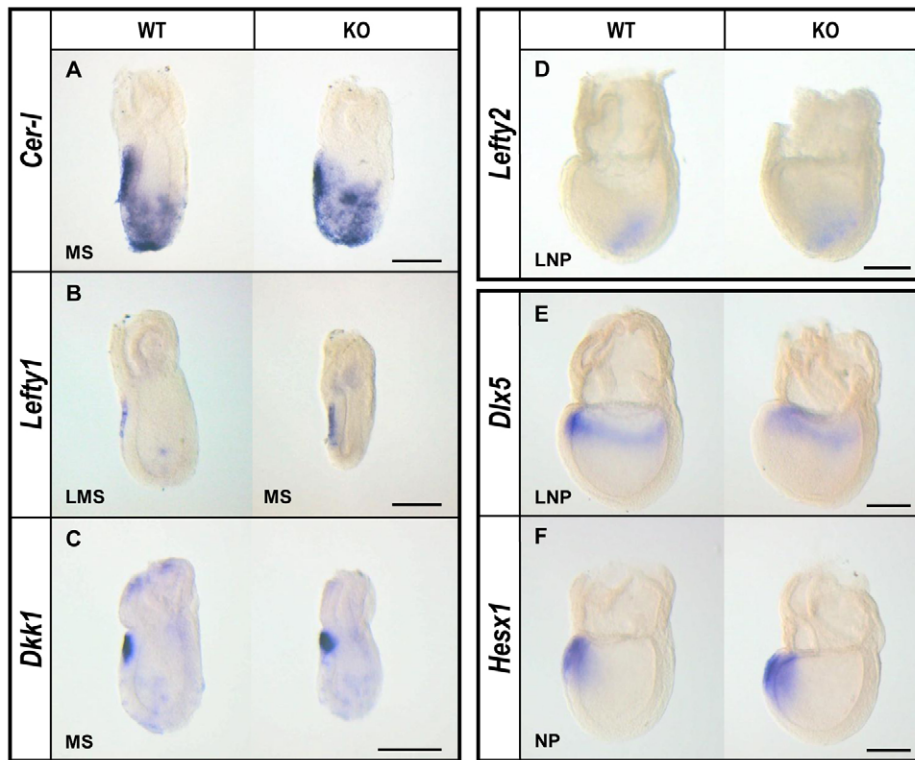 WT KO
Cer-l
A
MS
Lefty1
B
LMS MS
Dkk1
C
MS
WT KO
Lefty2
D
LNP
Dlx5
E
LNP
Hesx1
F
NP